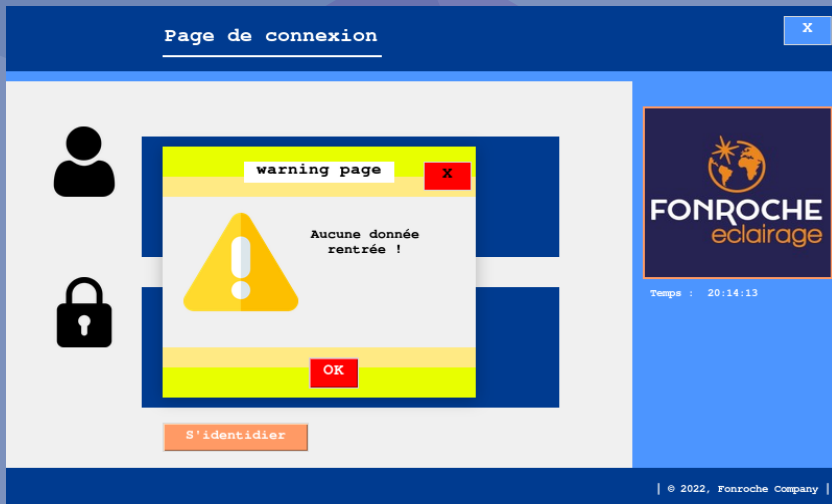 Page de connexion
X
warning page
X
Aucune donnée
rentrée !
OK
S'identidier
FONROCHE
eclairage
Temps : 20:14:13
| © 2022, Fonroche Company |